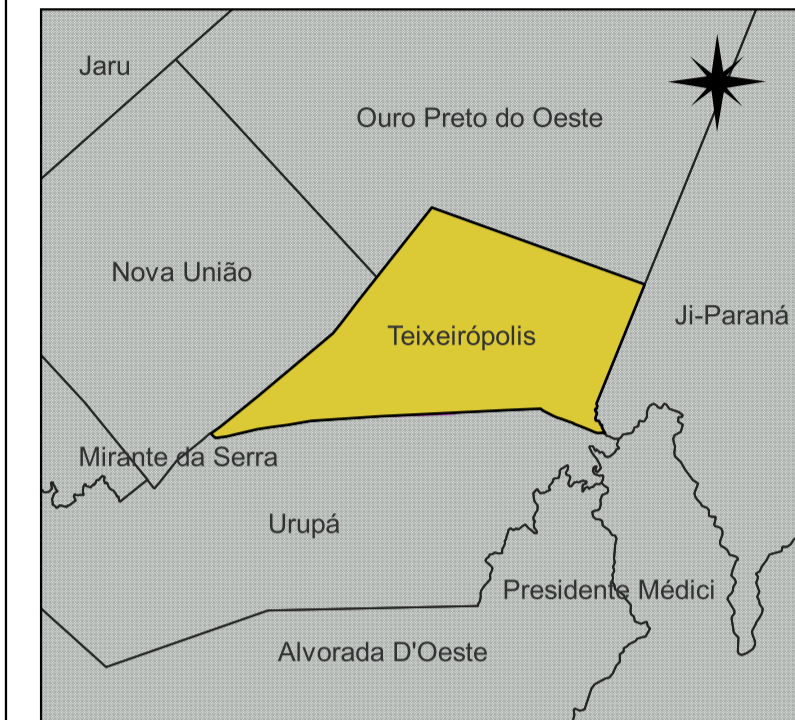 Jaru
Ouro Preto do Oeste
Nova União
Ji-Paraná
Teixeirópolis
Mirante da Serra
Urupá
Presidente Médici
Alvorada D'Oeste